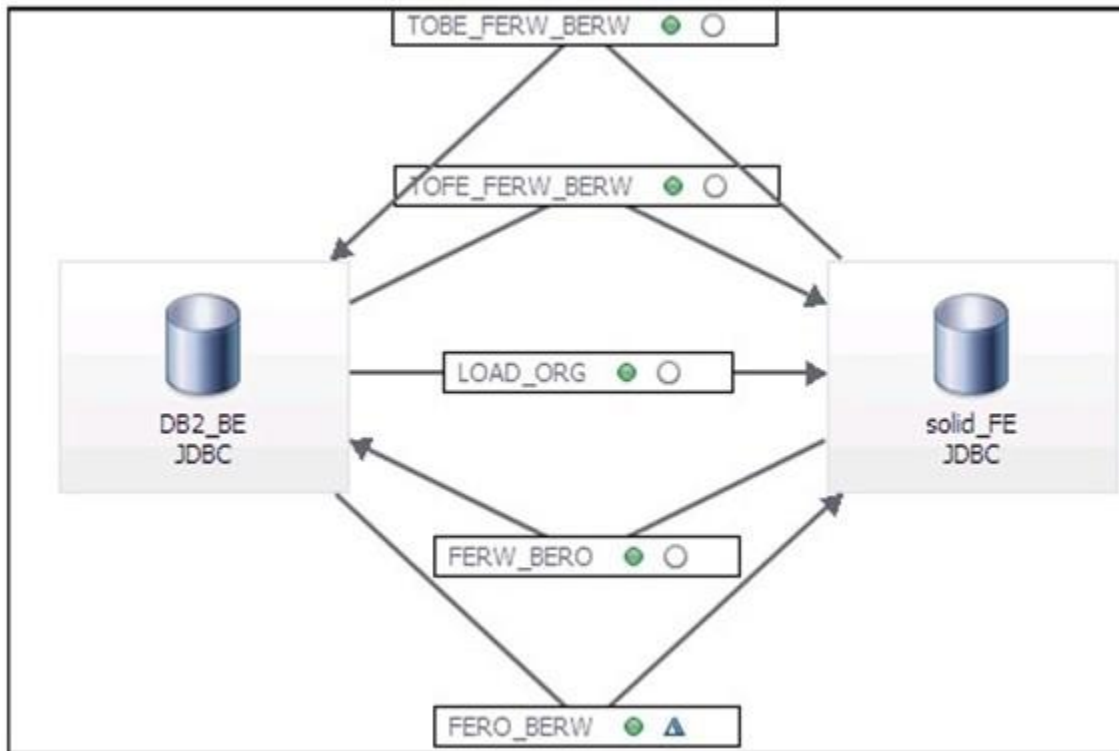 TOBE_FERW_BERW
TOFE_FERW_BERW
DB2_BE
JDBC
LOAD_ORG
solid_FE
JDBC
FERW_BERO
FERO_BERW